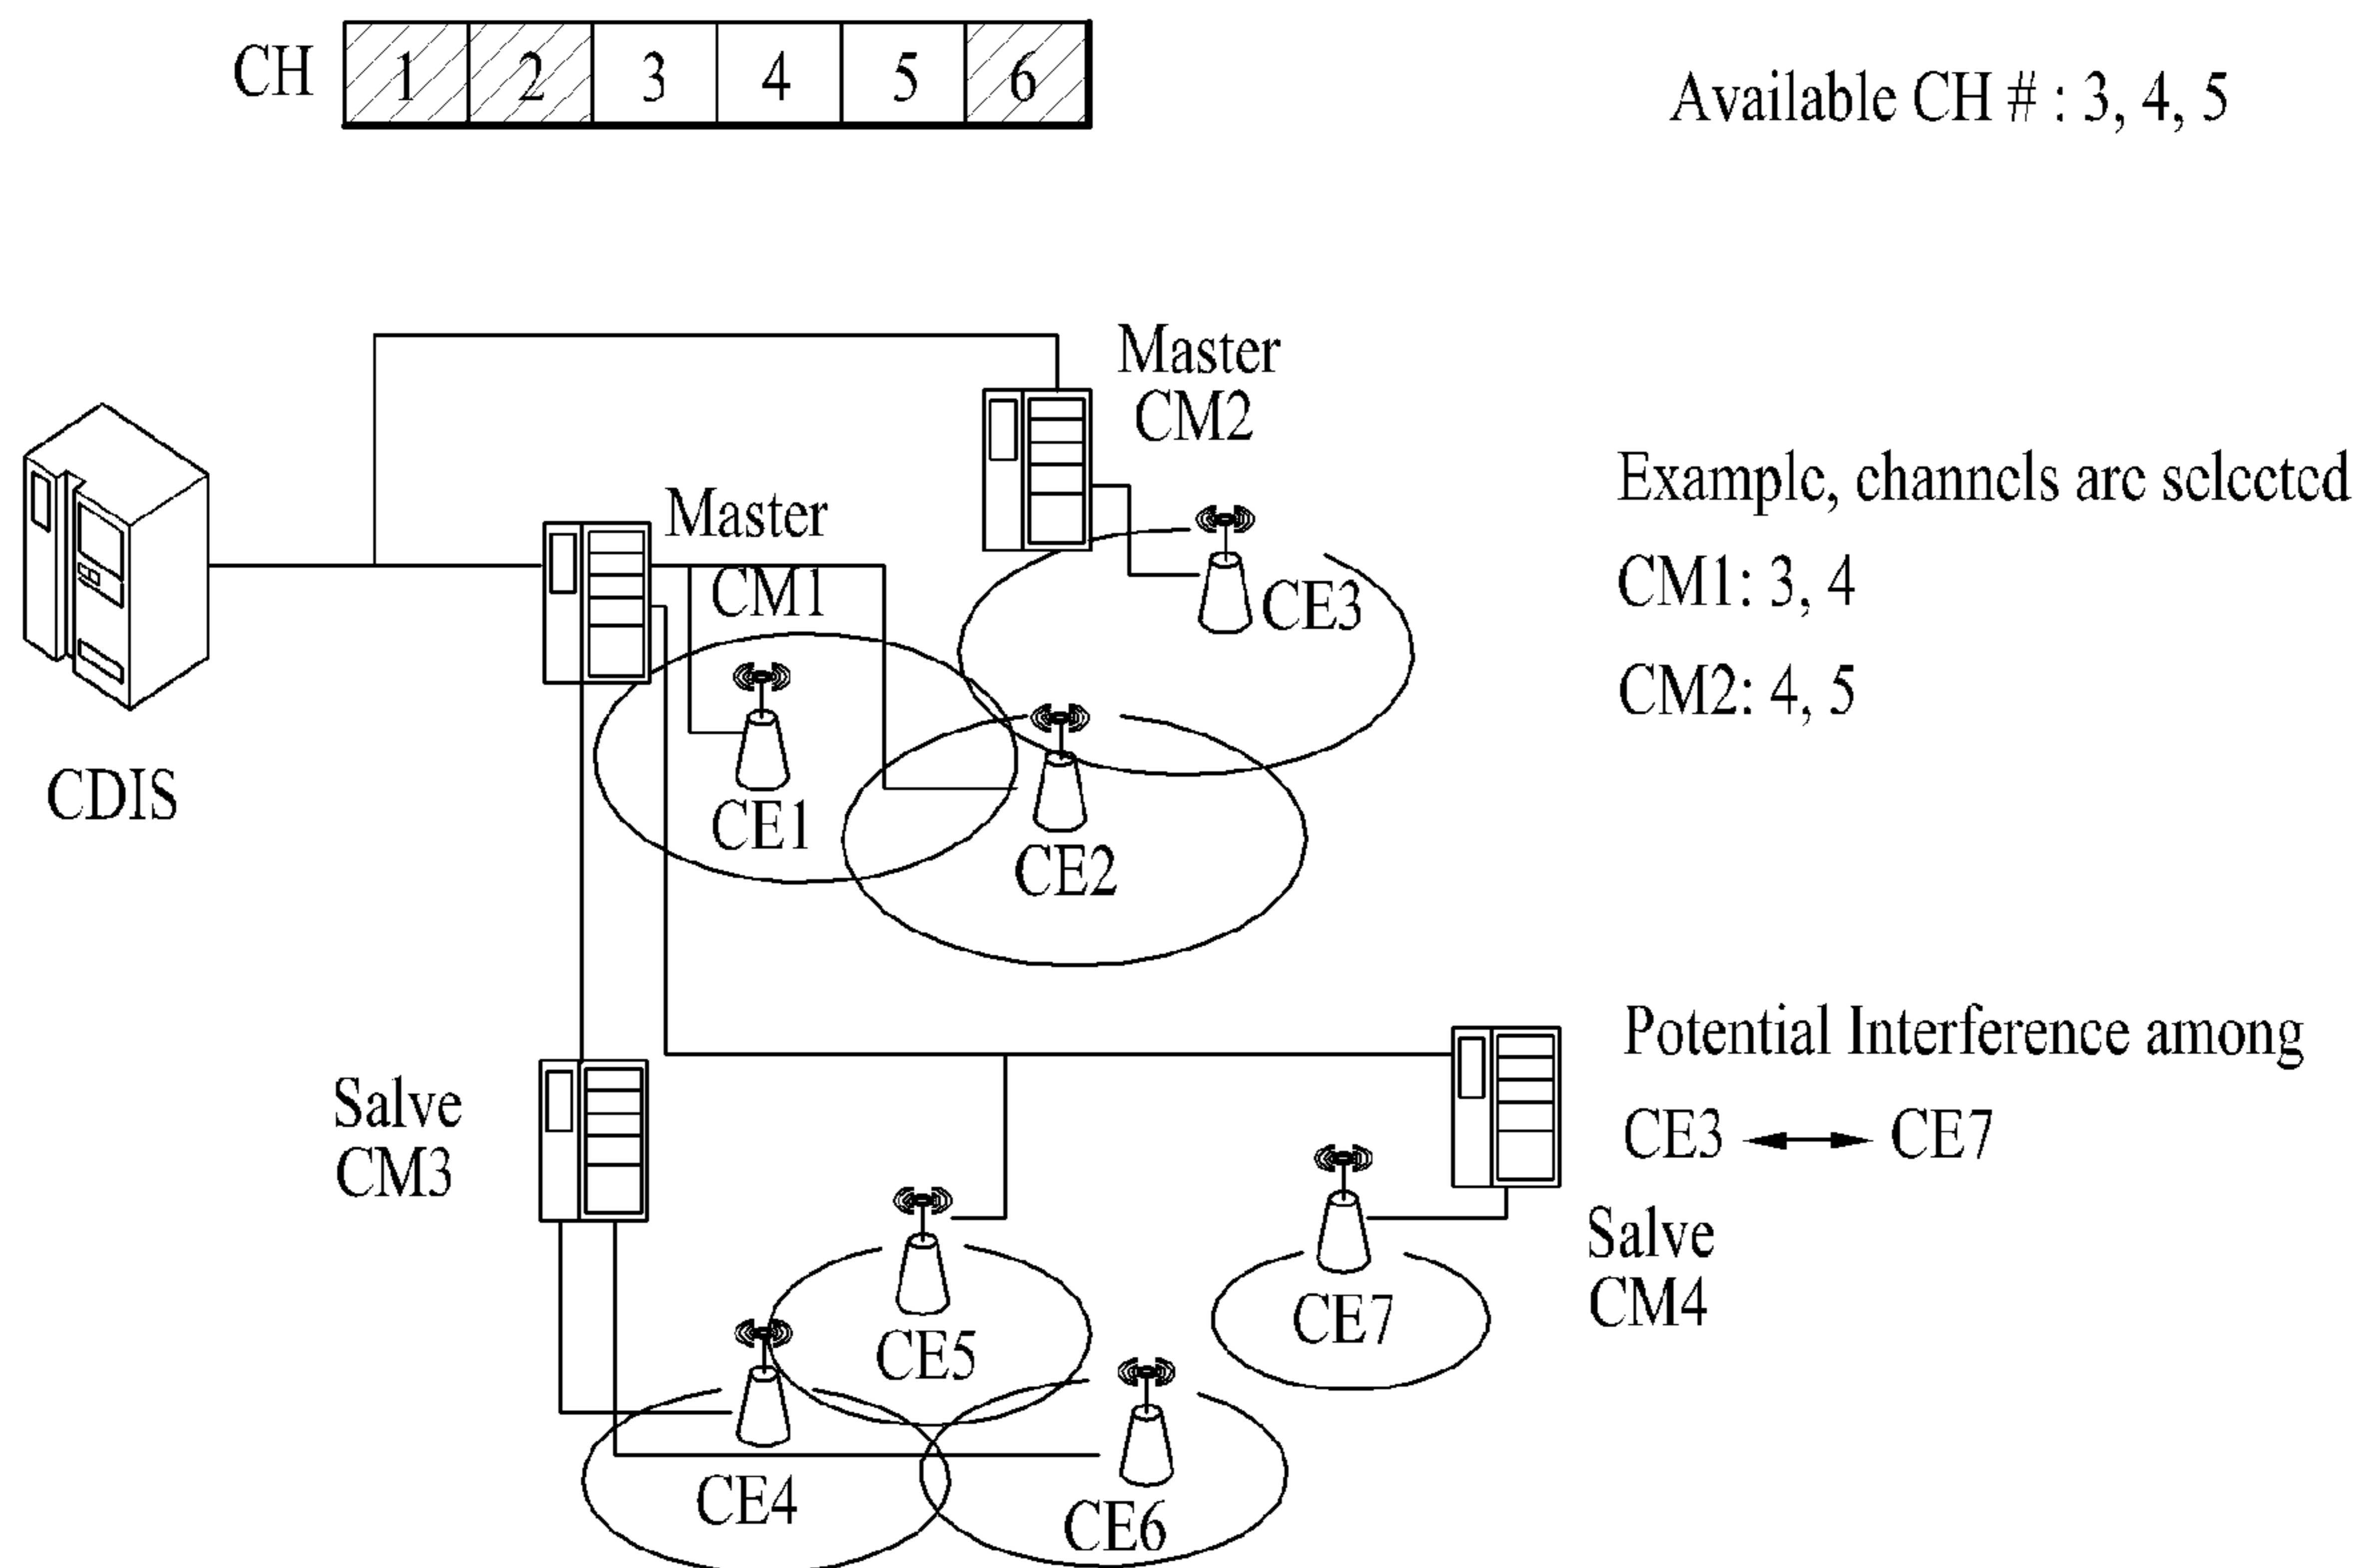 CH 1 2 3 4 5 6
Available CH # : 3, 4, 5
Master
CM2
Example, channels are selected
Master
CM1
CE3
CM1: 3, 4
CM2: 4, 5
CDIS
CE1
CE2
Potential Interference among
CE3 CE7
Salve
CM3
Salve
CM4
CE7
CE5
CE4
CE6